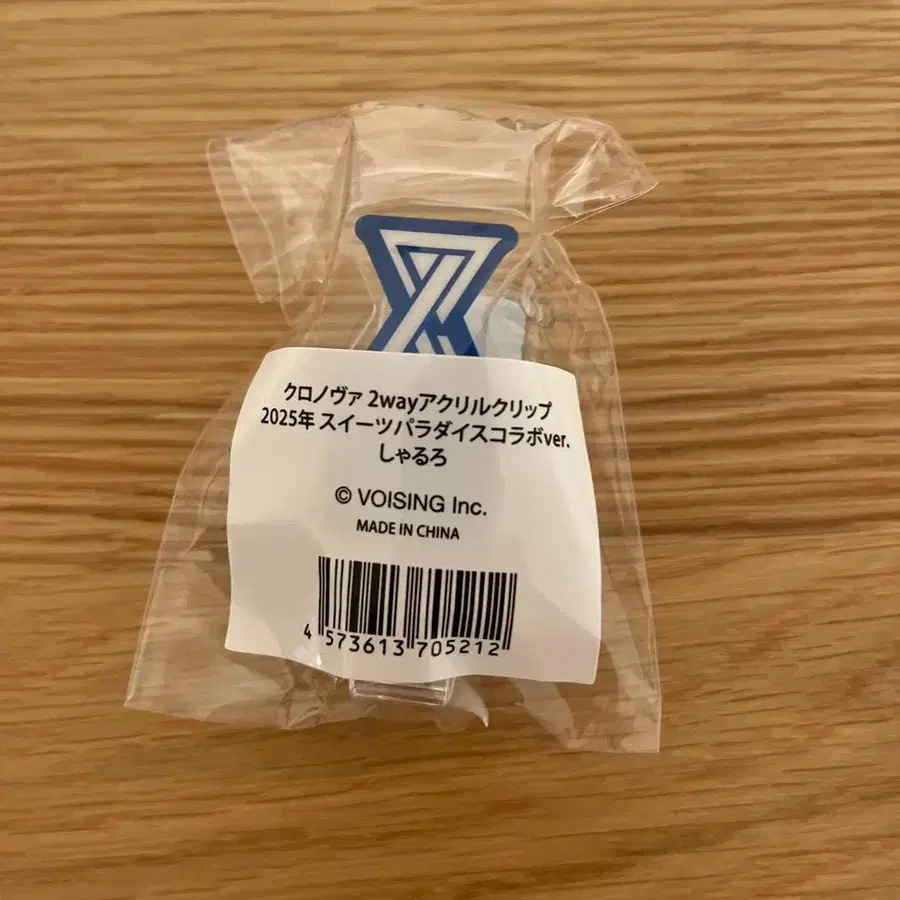 クロノヴァ 2wayアクリルクリップ
2025年 スイーツパラダイスコラボver.
しゃるろ
© VOISING Inc.
MADE IN CHINA
4 573613 705212